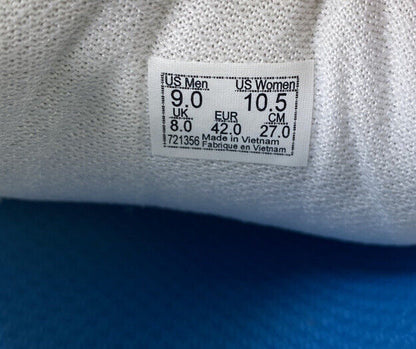 US Men US Women
9.0 10.5
UK EUR CM
8.0 42.0 27.0
721356 Made in Vietnam
Fabrique en Vietnam